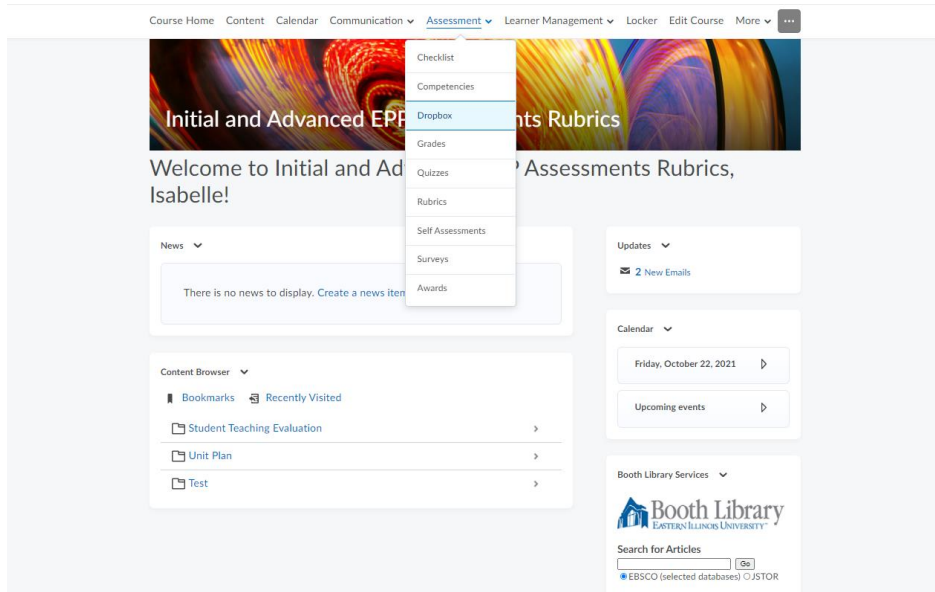 Course Home Content Calendar Communication Assessment Learner Management Locker Edit Course More
Checklist
Competencies
Dropbox
Grades
Quizzes
Rubrics
Self Assessments
Surveys
Awards
Initial and Advanced EPP nts Rubrics
Welcome to Initial and Ad P Assessments Rubrics,
Isabelle!
News
There is no news to display. Create a news item
Content Browser
Bookmarks Recently Visited
Student Teaching Evaluation
Unit Plan
Test
Updates
2 New Emails
Calendar
Friday, October 22, 2021
Upcoming events
Booth Library Services
Booth Library
EASTERN ILLINOIS UNIVERSITY™
Search for Articles
Go
EBSCO (selected databases) JSTOR